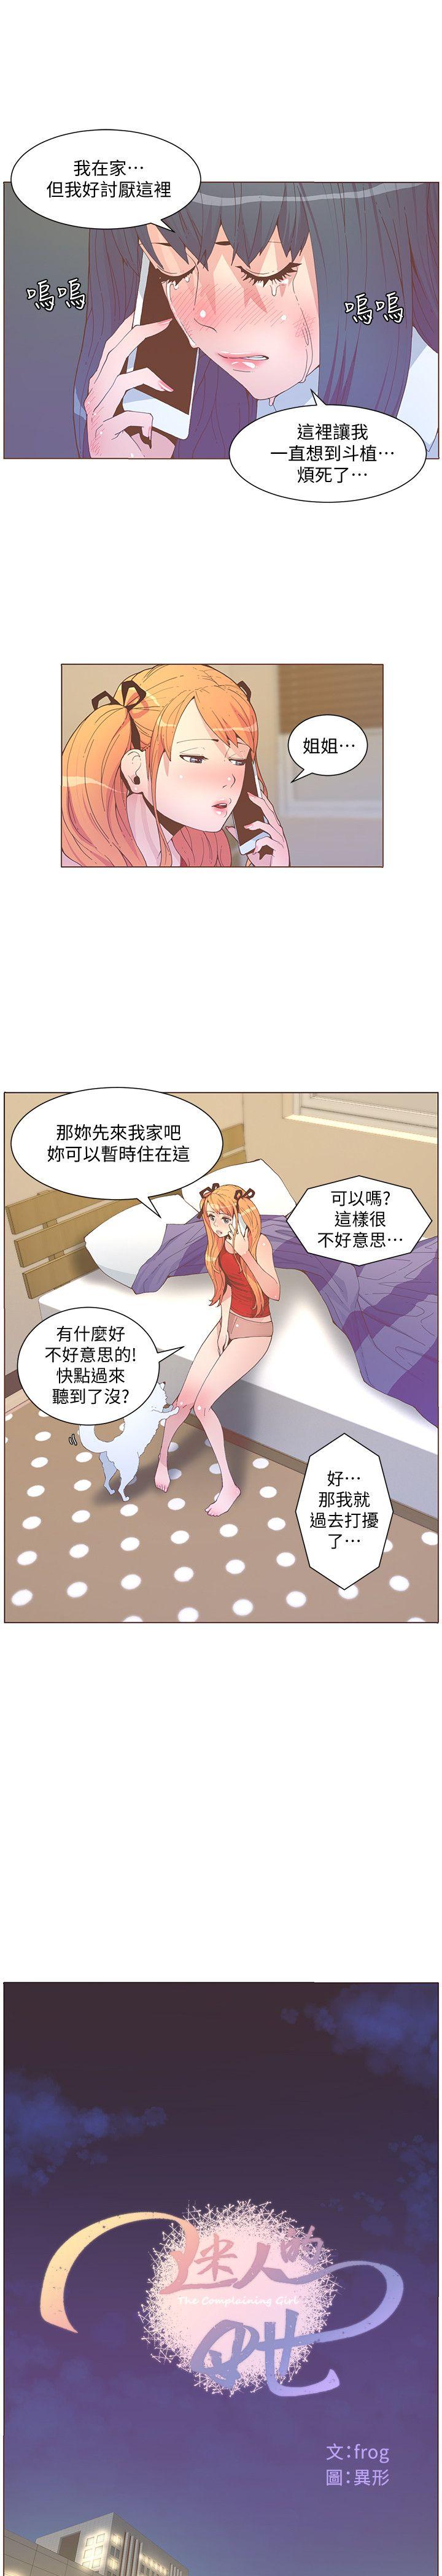 我在家…
但我好討厭這裡
嗚嗚
嗚嗚
這裡讓我
一直想到斗植…
煩死了…
姐姐…
那妳先來我家吧
妳可以暫時住在這
可以嗎?
這樣很
不好意思…
有什麼好
不好意思的!
快點過來
聽到了沒?
好…
那我就
過去打擾
了…
迷人的
The Complaining Girl
她
文:frog
圖:異形